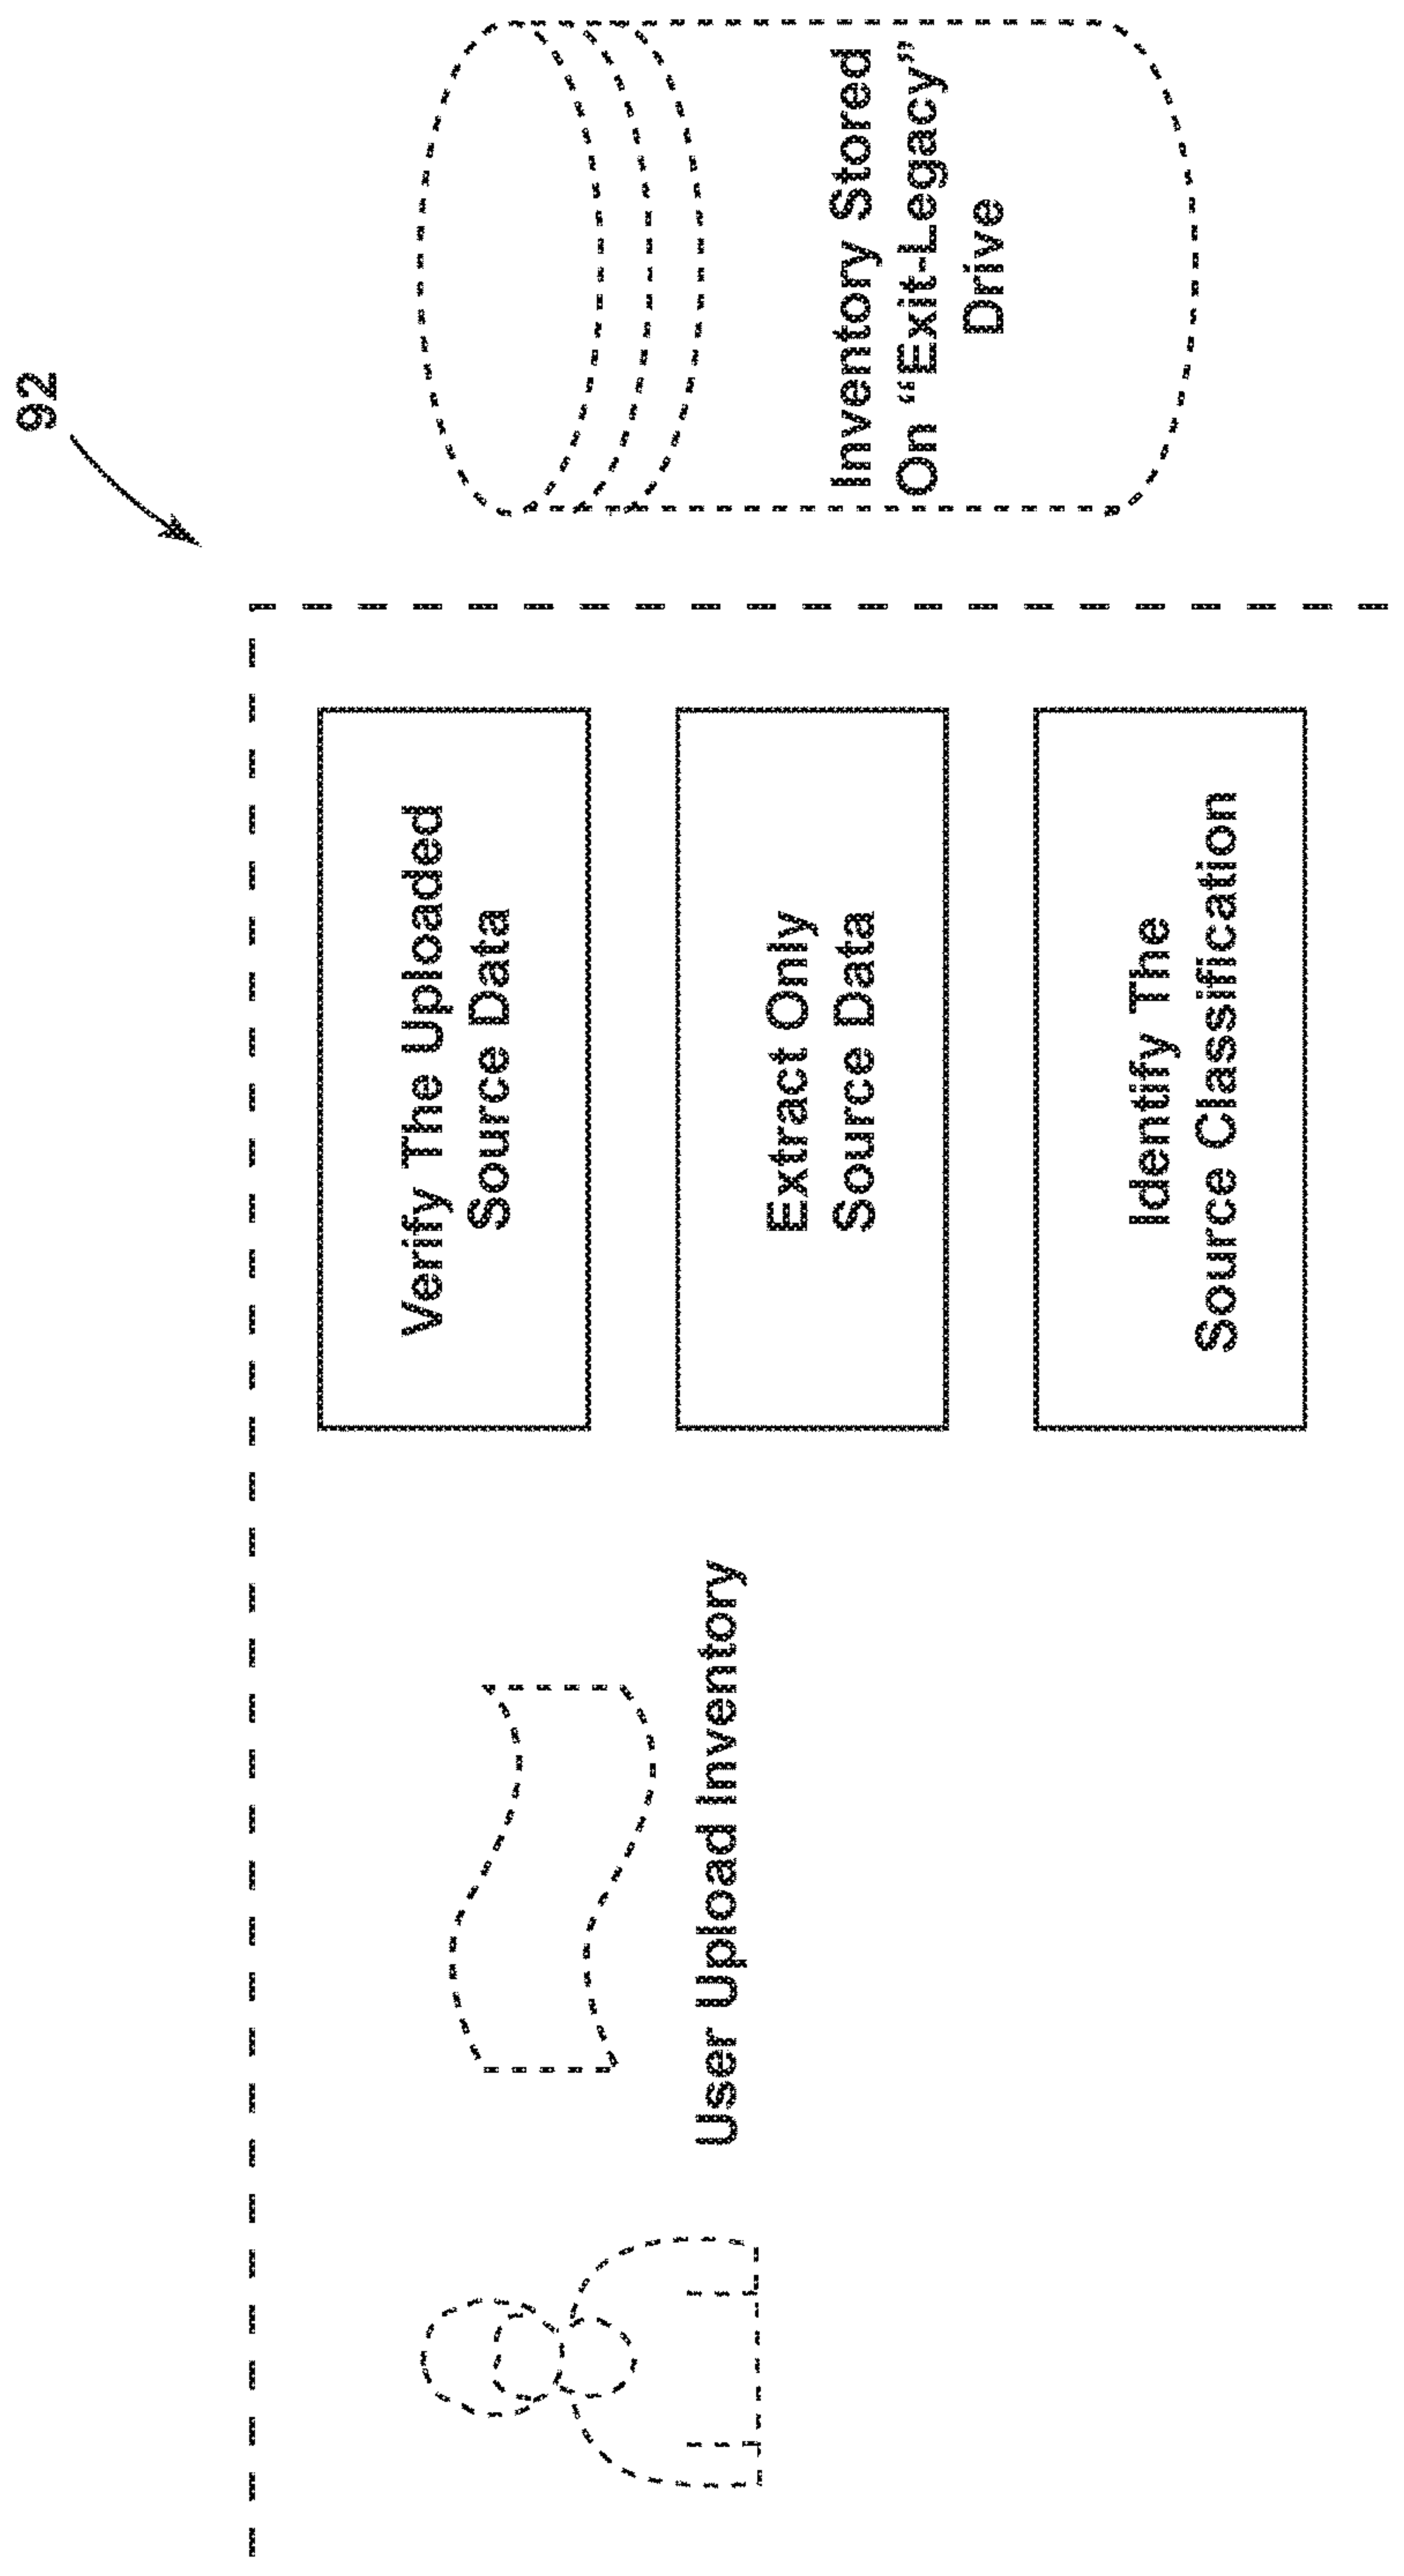 92
User Upload Inventory
Verify The Uploaded
Source Data
Extract Only
Source Data
Identify The
Source Classification
Inventory Stored
On “Exit-Legacy”
Drive